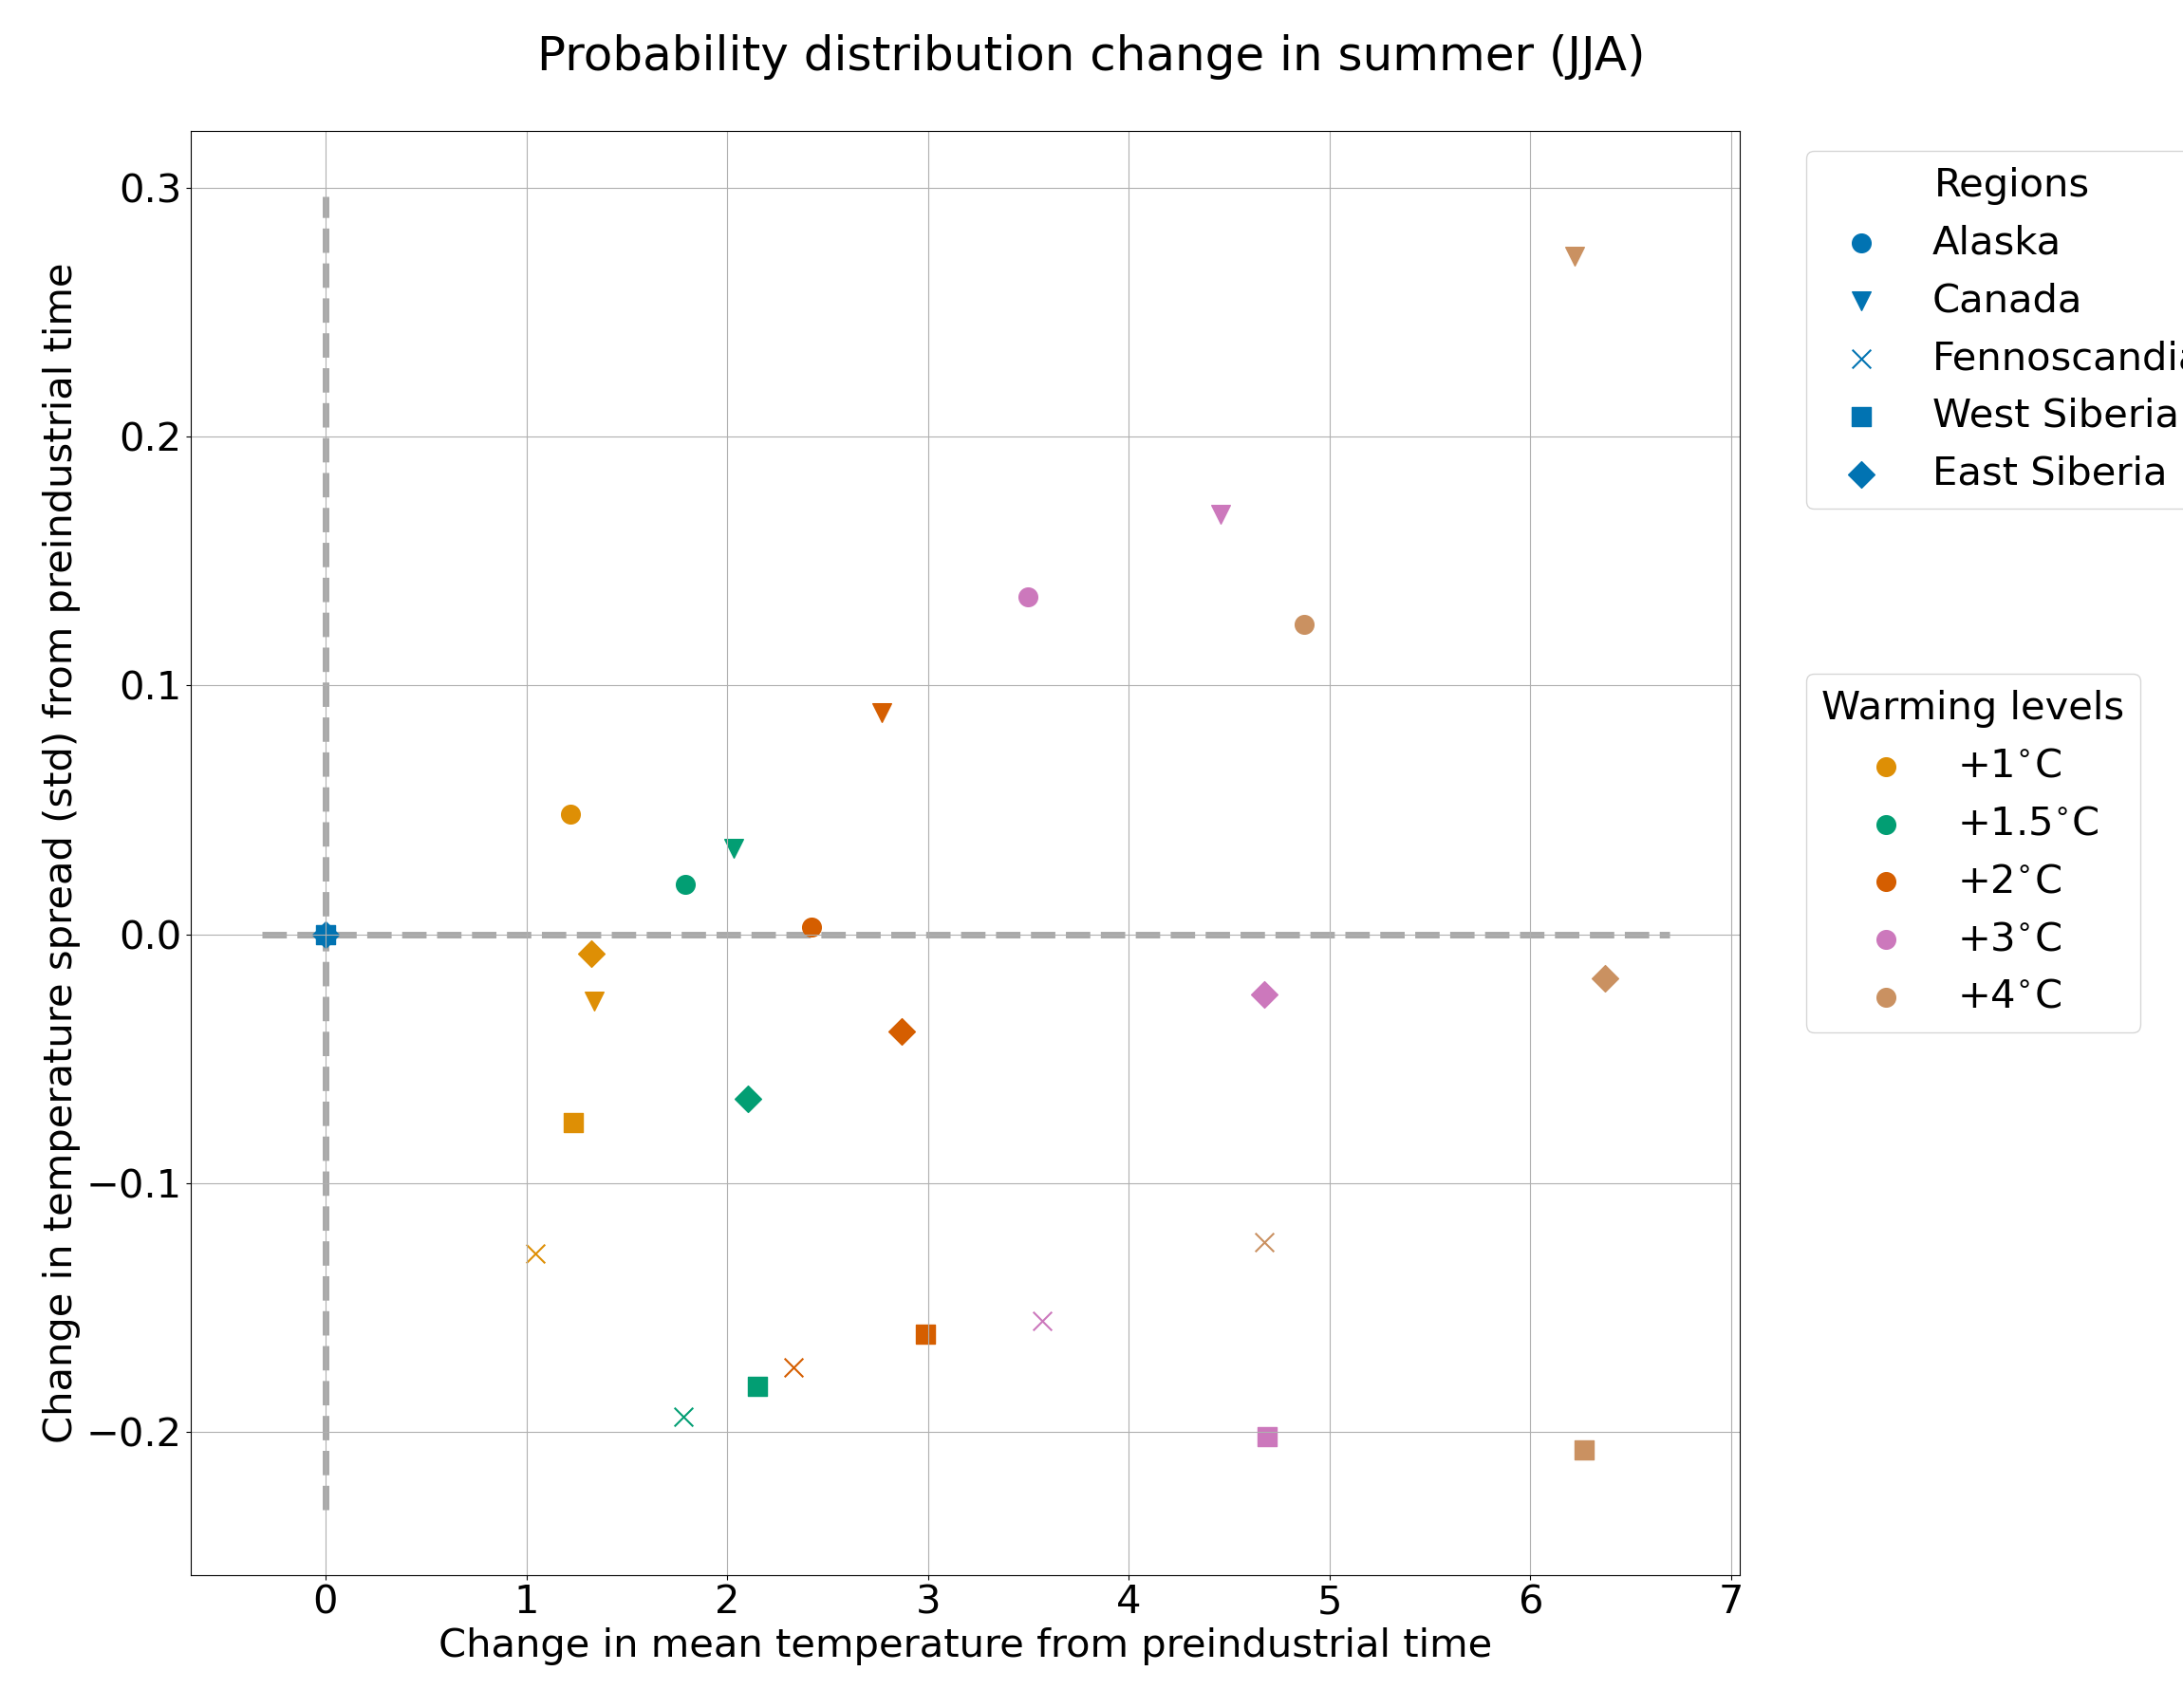 Probability distribution change in summer (JJA)
Change in temperature spread (std) from preindustrial time
0.3
0.2
0.1
0.0
−0.1
−0.2
0
1
2
3
4
5
6
7
Change in mean temperature from preindustrial time
Regions
Alaska
Canada
Fennoscandia
West Siberia
East Siberia
Warming levels
+1°C
+1.5°C
+2°C
+3°C
+4°C